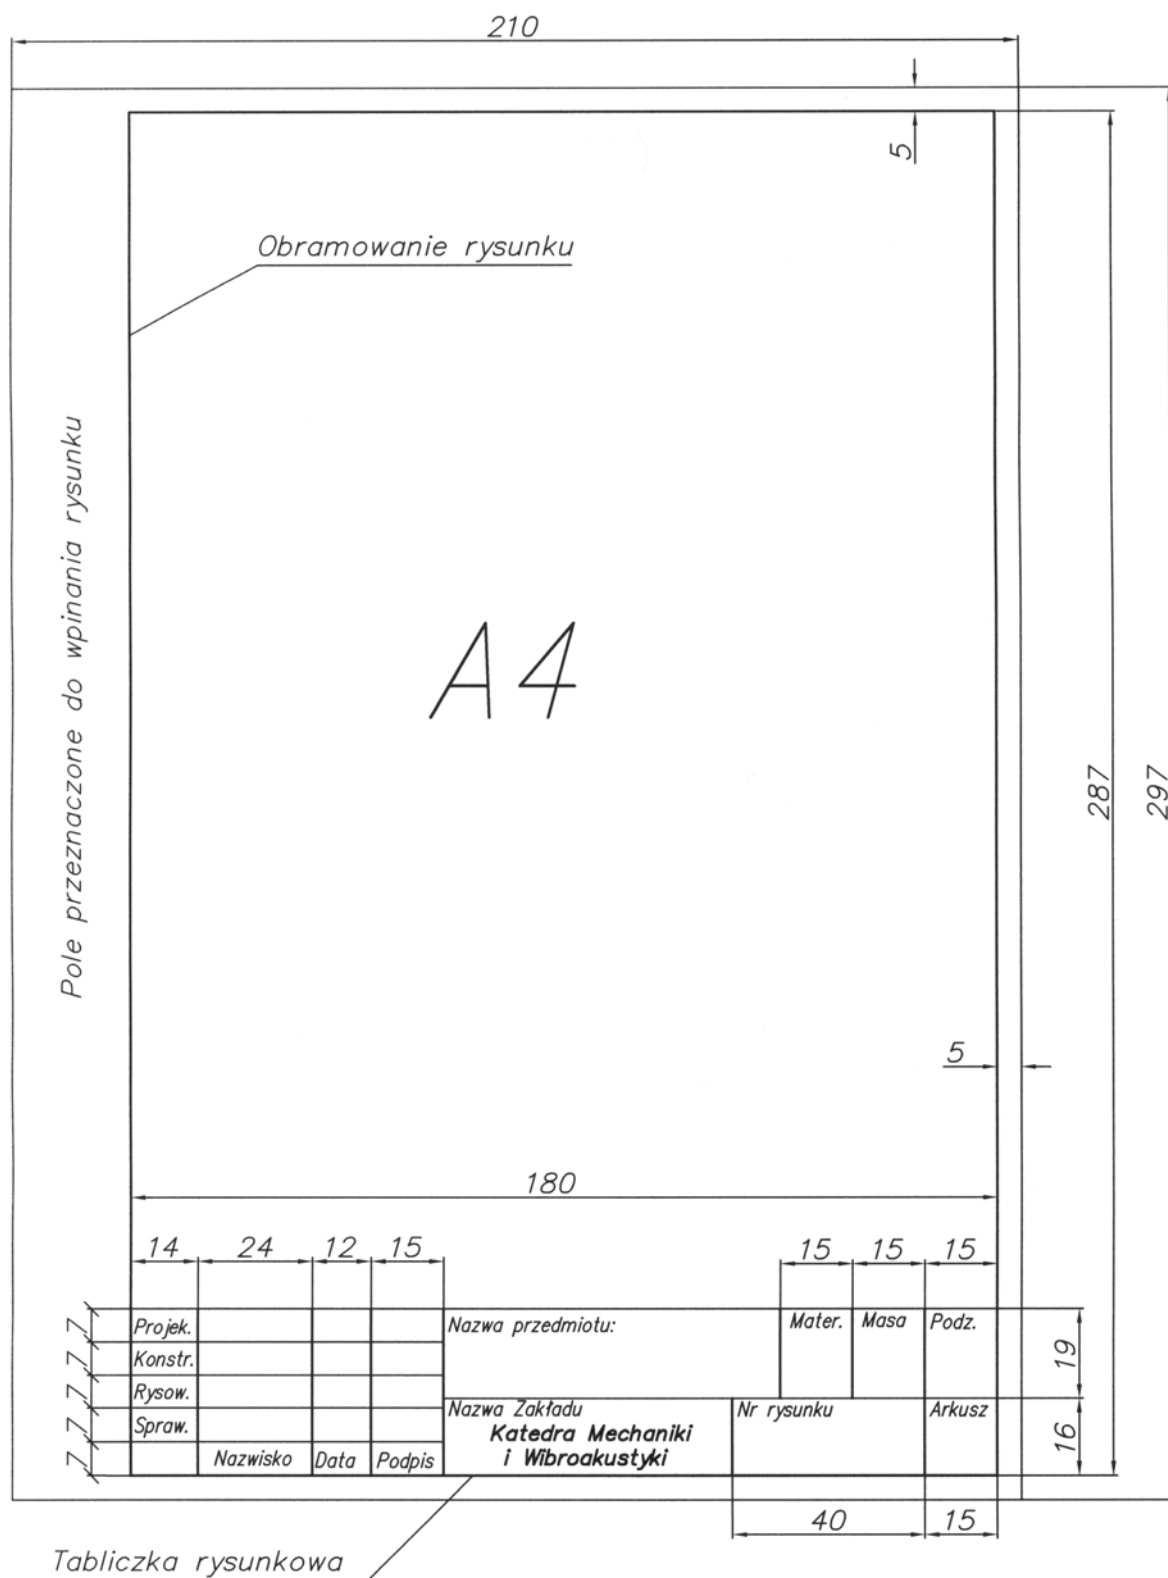 210
5
Obramowanie rysunku
Pole przeznaczone do wpinania rysunku
A4
287
297
5
180
14 24 12 15 15 15 15
7 Projek. Nazwa przedmiotu: Mater. Masa Podz.
7 Konstr. 19
7 Rysow.
7 Spraw. Nazwa Zakładu Nr rysunku Arkusz
Katedra Mechaniki
i Wibroakustyki
7 Nazwisko Data Podpis 16
40 15
Tabliczka rysunkowa